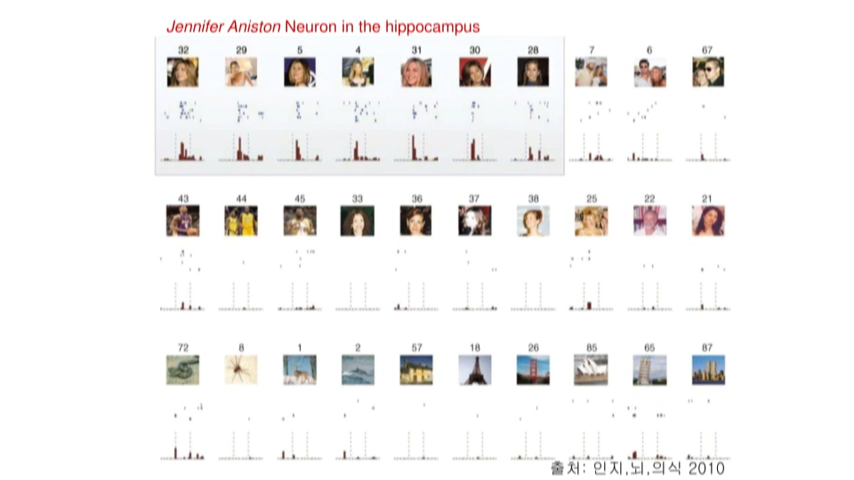 Jennifer Aniston Neuron in the hippocampus
32 29 5 4 31 30 28 7 6 67
43 44 45 33 36 37 38 25 22 21
72 8 1 2 57 18 26 85 65 87
출처: 인지,뇌,의식 2010